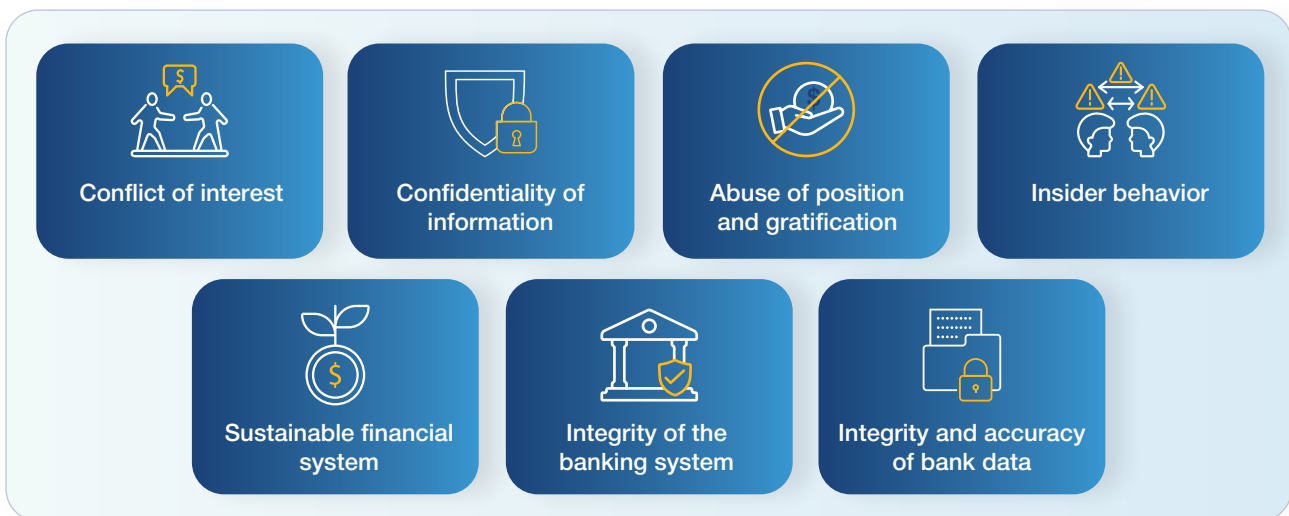 $
Conflict of interest
Confidentiality of
information
$
Abuse of position
and gratification
Insider behavior
$
Sustainable financial
system
Integrity of the
banking system
Integrity and accuracy
of bank data